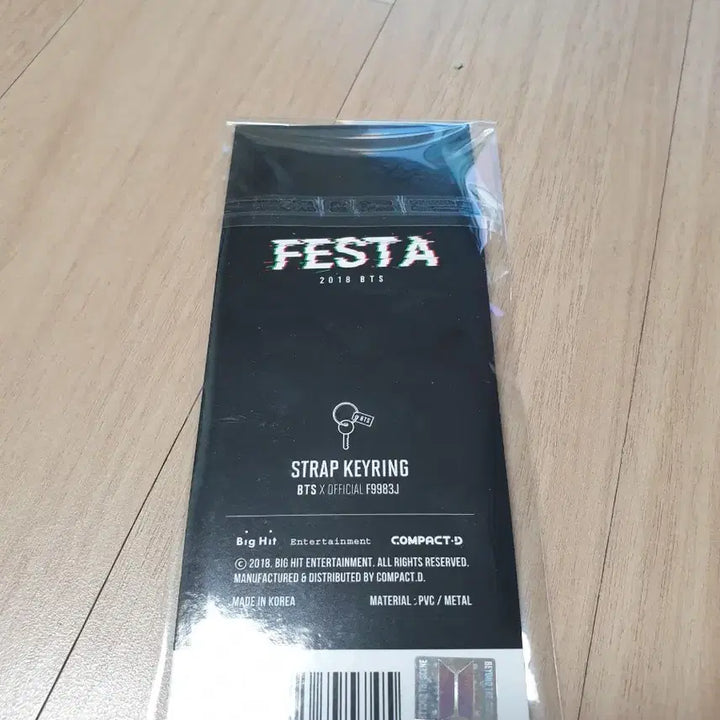 FESTA
2018 BTS
BTS
STRAP KEYRING
BTS X OFFICIAL F9983J
Big Hit Entertainment COMPACT·D
© 2018. BIG HIT ENTERTAINMENT. ALL RIGHTS RESERVED.
MANUFACTURED & DISTRIBUTED BY COMPACT.D.
MADE IN KOREA MATERIAL : PVC / METAL